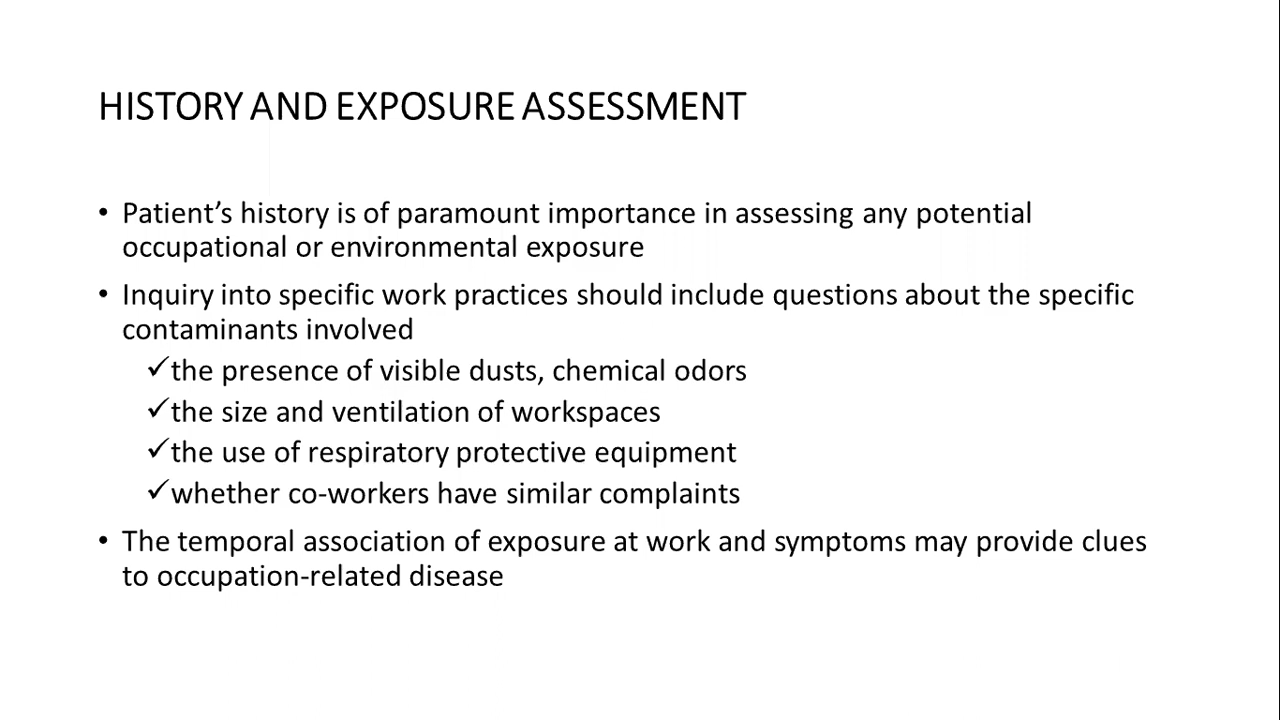 HISTORY AND EXPOSURE ASSESSMENT
• Patient’s history is of paramount importance in assessing any potential
occupational or environmental exposure
• Inquiry into specific work practices should include questions about the specific
contaminants involved
✓the presence of visible dusts, chemical odors
✓the size and ventilation of workspaces
✓the use of respiratory protective equipment
✓whether co-workers have similar complaints
• The temporal association of exposure at work and symptoms may provide clues
to occupation-related disease